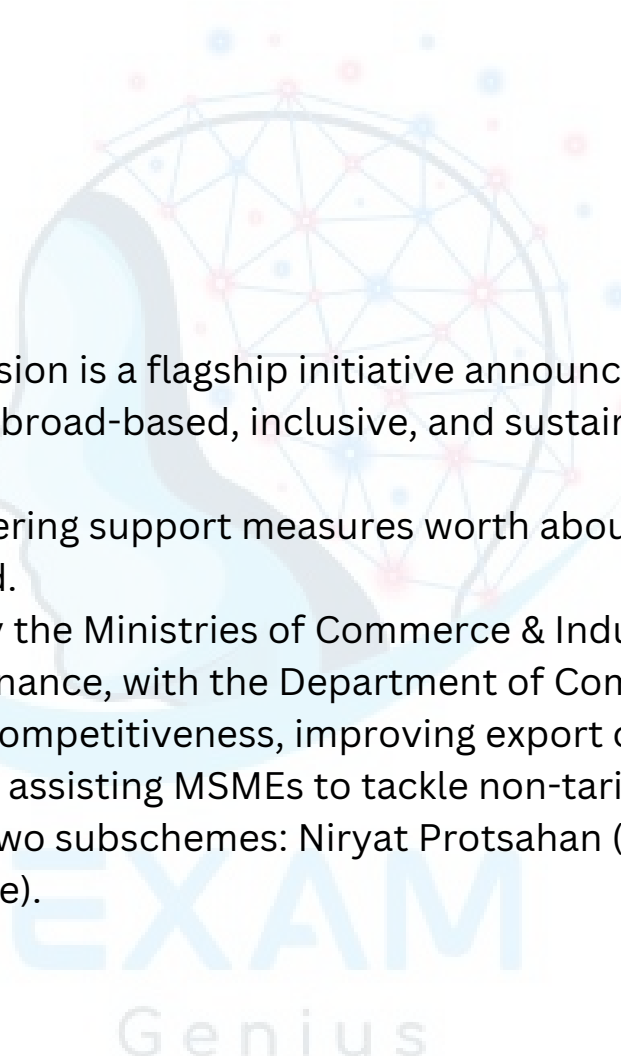 sion is a flagship initiative announc
broad-based, inclusive, and sustain
ering support measures worth abou
d.
y the Ministries of Commerce & Indu
nance, with the Department of Com
ompetitiveness, improving export c
assisting MSMEs to tackle non-tari
wo subschemes: Niryat Protsahan (
e).
EXAM
Genius